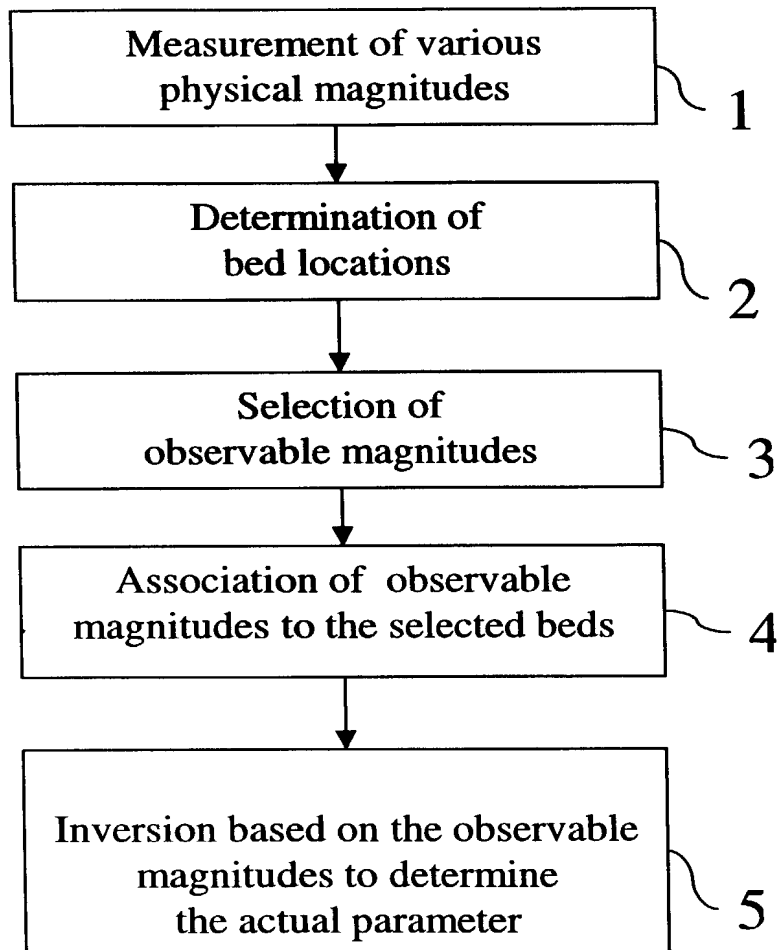 Measurement of various
physical magnitudes
1
Determination of
bed locations
2
Selection of
observable magnitudes
3
Association of observable
magnitudes to the selected beds
4
Inversion based on the observable
magnitudes to determine
the actual parameter
5